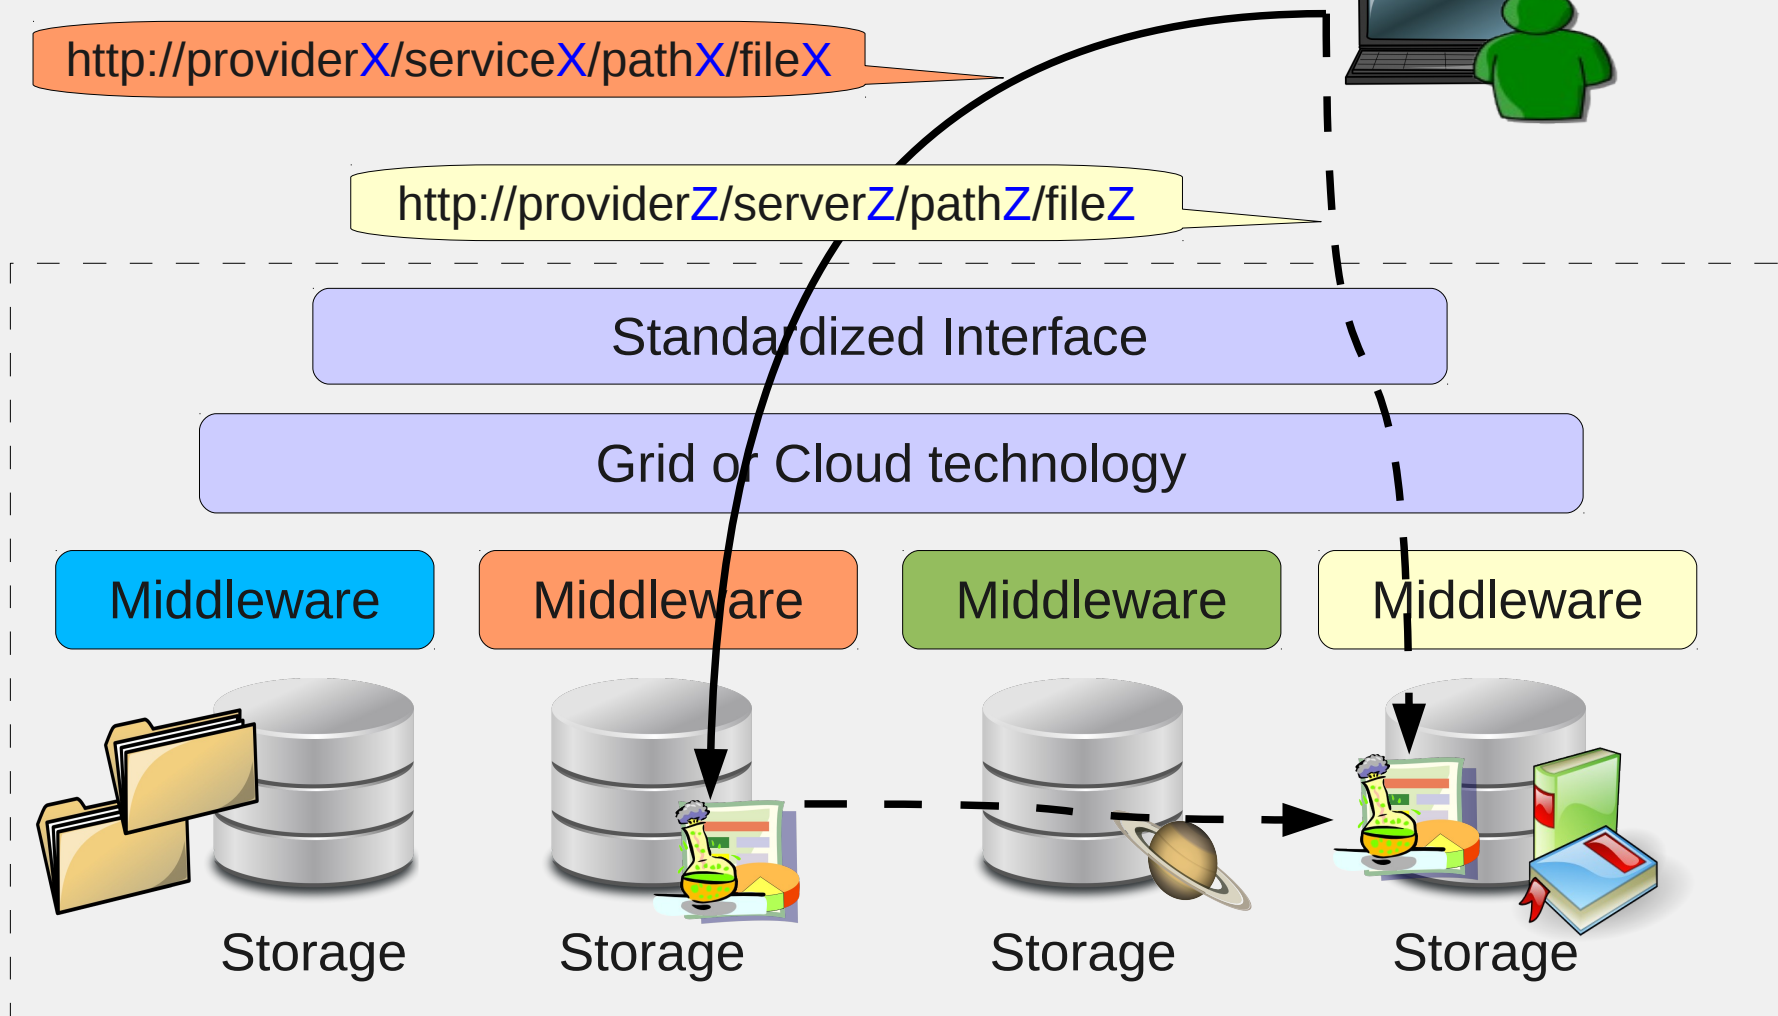 http://providerX/serviceX/pathX/fileX
http://providerZ/serverZ/pathZ/fileZ
Standardized Interface
Grid or Cloud technology
Middleware Middleware Middleware Middleware
Storage Storage Storage Storage